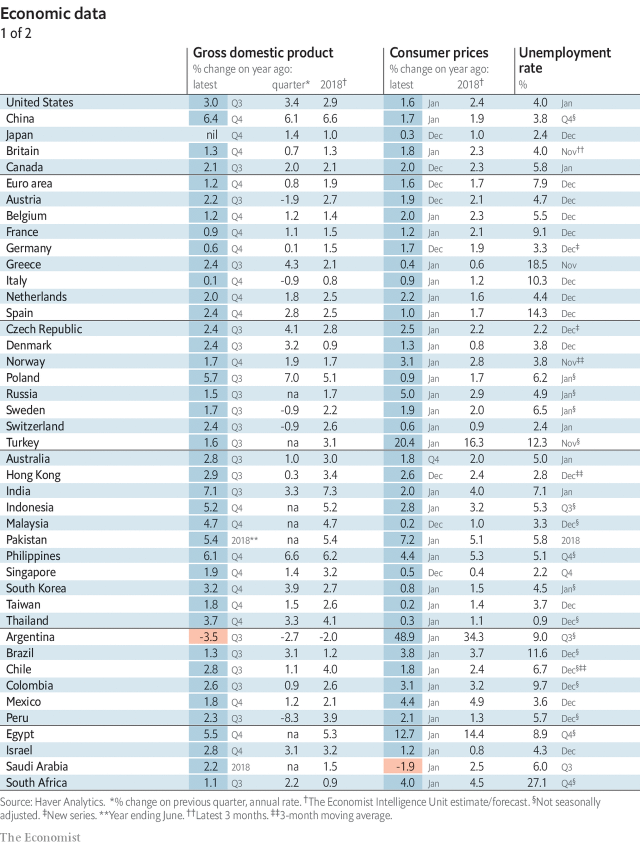 Economic data
1 of 2
Gross domestic product Consumer prices Unemployment
% change on year ago: % change on year ago: rate
latest quarter* 2018† latest 2018† %
United States 3.0 Q3 3.4 2.9 1.6 Jan 2.4 4.0 Jan
China 6.4 Q4 6.1 6.6 1.7 Jan 1.9 3.8 Q4§
Japan nil Q4 1.4 1.0 0.3 Dec 1.0 2.4 Dec
Britain 1.3 Q4 0.7 1.3 1.8 Jan 2.3 4.0 Nov††
Canada 2.1 Q3 2.0 2.1 2.0 Dec 2.3 5.8 Jan
Euro area 1.2 Q4 0.8 1.9 1.6 Dec 1.7 7.9 Dec
Austria 2.2 Q3 -1.9 2.7 1.9 Dec 2.1 4.7 Dec
Belgium 1.2 Q4 1.2 1.4 2.0 Jan 2.3 5.5 Dec
France 0.9 Q4 1.1 1.5 1.2 Jan 2.1 9.1 Dec
Germany 0.6 Q4 0.1 1.5 1.7 Dec 1.9 3.3 Dec‡
Greece 2.4 Q3 4.3 2.1 0.4 Jan 0.6 18.5 Nov
Italy 0.1 Q4 -0.9 0.8 0.9 Jan 1.2 10.3 Dec
Netherlands 2.0 Q4 1.8 2.5 2.2 Jan 1.6 4.4 Dec
Spain 2.4 Q4 2.8 2.5 1.0 Jan 1.7 14.3 Dec
Czech Republic 2.4 Q3 4.1 2.8 2.5 Jan 2.2 2.2 Dec‡
Denmark 2.4 Q3 3.2 0.9 1.3 Jan 0.8 3.8 Dec
Norway 1.7 Q4 1.9 1.7 3.1 Jan 2.8 3.8 Nov‡‡
Poland 5.7 Q3 7.0 5.1 0.9 Jan 1.7 6.2 Jan§
Russia 1.5 Q3 na 1.7 5.0 Jan 2.9 4.9 Jan§
Sweden 1.7 Q3 -0.9 2.2 1.9 Jan 2.0 6.5 Jan§
Switzerland 2.4 Q3 -0.9 2.6 0.6 Jan 0.9 2.4 Jan
Turkey 1.6 Q3 na 3.1 20.4 Jan 16.3 12.3 Nov§
Australia 2.8 Q3 1.0 3.0 1.8 Q4 2.0 5.0 Jan
Hong Kong 2.9 Q3 0.3 3.4 2.6 Dec 2.4 2.8 Dec‡‡
India 7.1 Q3 3.3 7.3 2.0 Jan 4.0 7.1 Jan
Indonesia 5.2 Q4 na 5.2 2.8 Jan 3.2 5.3 Q3§
Malaysia 4.7 Q4 na 4.7 0.2 Dec 1.0 3.3 Dec§
Pakistan 5.4 2018** na 5.4 7.2 Jan 5.1 5.8 2018
Philippines 6.1 Q4 6.6 6.2 4.4 Jan 5.3 5.1 Q4§
Singapore 1.9 Q4 1.4 3.2 0.5 Dec 0.4 2.2 Q4
South Korea 3.2 Q4 3.9 2.7 0.8 Jan 1.5 4.5 Jan§
Taiwan 1.8 Q4 1.5 2.6 0.2 Jan 1.4 3.7 Dec
Thailand 3.7 Q4 3.3 4.1 0.3 Jan 1.1 0.9 Dec§
Argentina -3.5 Q3 -2.7 -2.0 48.9 Jan 34.3 9.0 Q3§
Brazil 1.3 Q3 3.1 1.2 3.8 Jan 3.7 11.6 Dec§
Chile 2.8 Q3 1.1 4.0 1.8 Jan 2.4 6.7 Dec§‡‡
Colombia 2.6 Q3 0.9 2.6 3.1 Jan 3.2 9.7 Dec§
Mexico 1.8 Q4 1.2 2.1 4.4 Jan 4.9 3.6 Dec
Peru 2.3 Q3 -8.3 3.9 2.1 Jan 1.3 5.7 Dec§
Egypt 5.5 Q4 na 5.3 12.7 Jan 14.4 8.9 Q4§
Israel 2.8 Q4 3.1 3.2 1.2 Jan 0.8 4.3 Dec
Saudi Arabia 2.2 2018 na 1.5 -1.9 Jan 2.5 6.0 Q3
South Africa 1.1 Q3 2.2 0.9 4.0 Jan 4.5 27.1 Q4§
Source: Haver Analytics. *% change on previous quarter, annual rate. †The Economist Intelligence Unit estimate/forecast. §Not seasonally
adjusted. ‡New series. **Year ending June. ††Latest 3 months. ‡‡3-month moving average.
The Economist